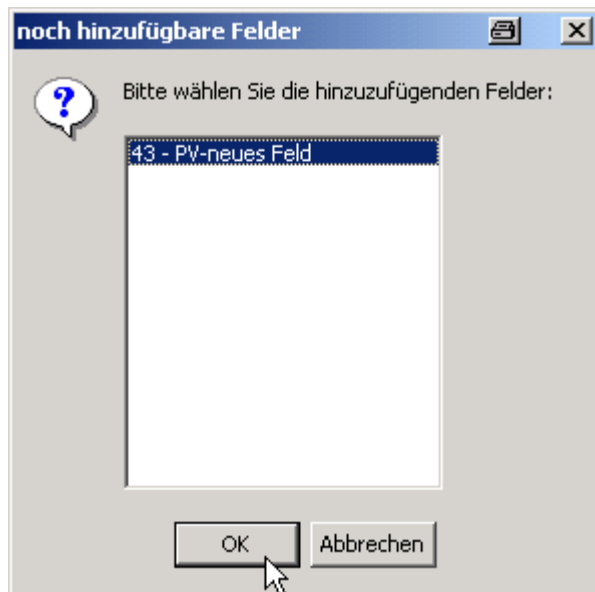 noch hinzufügbare Felder
Bitte wählen Sie die hinzuzufügenden Felder:
43 - PV-neues Feld
OK
Abbrechen